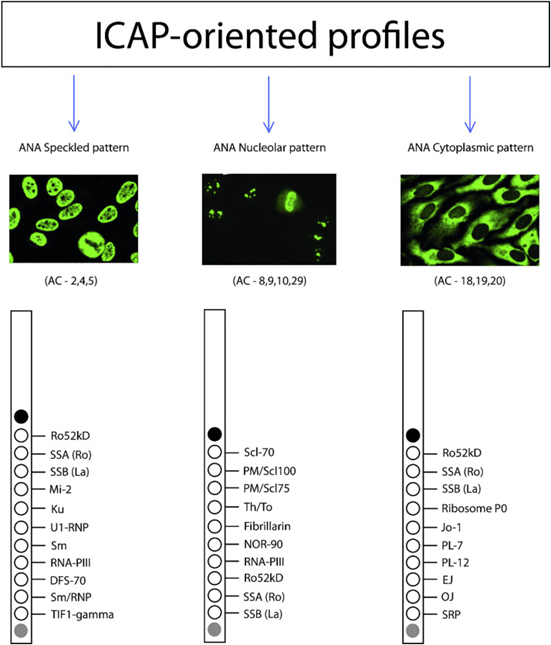 ICAP-oriented profiles
ANA Speckled pattern
ANA Nucleolar pattern
ANA Cytoplasmic pattern
(AC - 2,4,5)
(AC - 8,9,10,29)
(AC - 18,19,20)
Ro52kD
SSA (Ro)
SSB (La)
Mi-2
Ku
U1-RNP
Sm
RNA-PIII
DFS-70
Sm/RNP
TIF1-gamma
Scl-70
PM/Scl100
PM/Scl75
Th/To
Fibrillarin
NOR-90
RNA-PIII
Ro52kD
SSA (Ro)
SSB (La)
Ro52kD
SSA (Ro)
SSB (La)
Ribosome P0
Jo-1
PL-7
PL-12
EJ
OJ
SRP